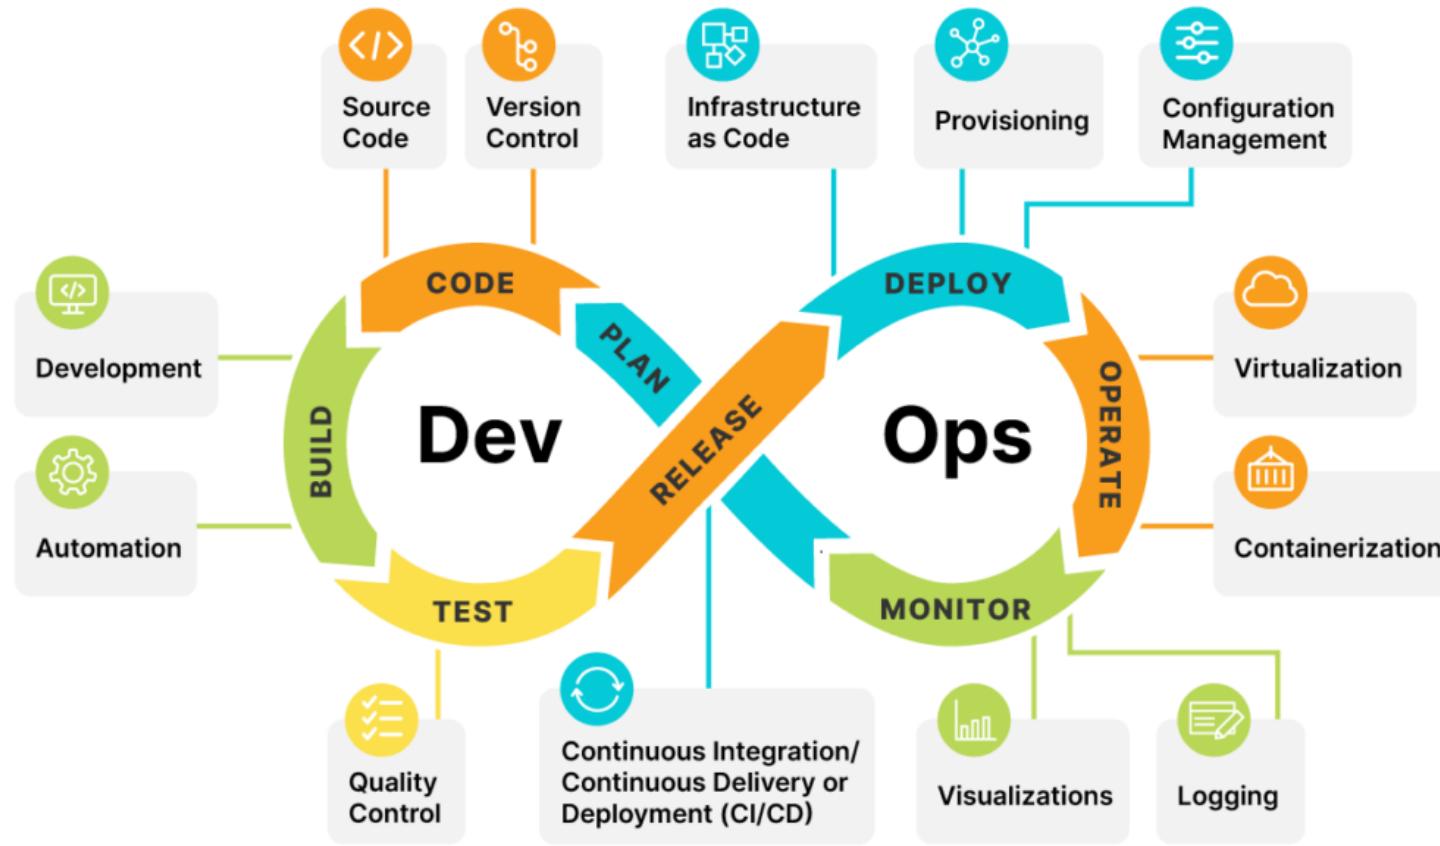 Source
Code
Version
Control
Infrastructure
as Code
Provisioning
Configuration
Management
CODE
DEPLOY
PLAN
Development
Virtualization
Dev
Ops
BUILD
RELEASE
OPERATE
Automation
Containerization
TEST
MONITOR
Quality
Control
Continuous Integration/
Continuous Delivery or
Deployment (CI/CD)
Visualizations
Logging